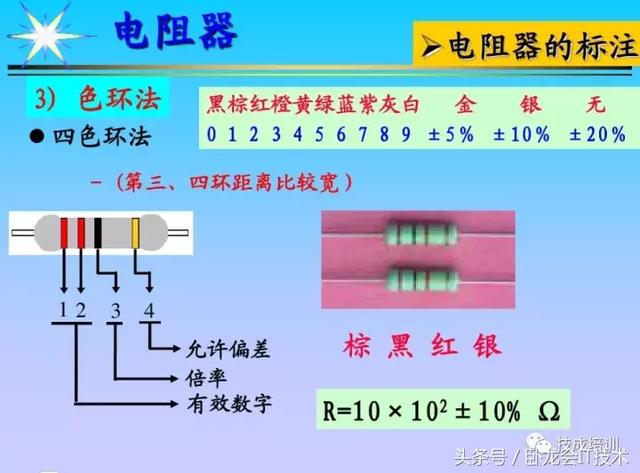 电阻器
电阻器的标注
3) 色环法
黑棕红橙黄绿蓝紫灰白 金 银 无
0 1 2 3 4 5 6 7 8 9 ±5% ±10% ±20%
四色环法
- (第三、四环距离比较宽)
1 2 3 4
允许偏差
倍率
有效数字
棕 黑 红 银
R=10×10²±10% Ω
技成培训
头条号/卧龙会IT技术